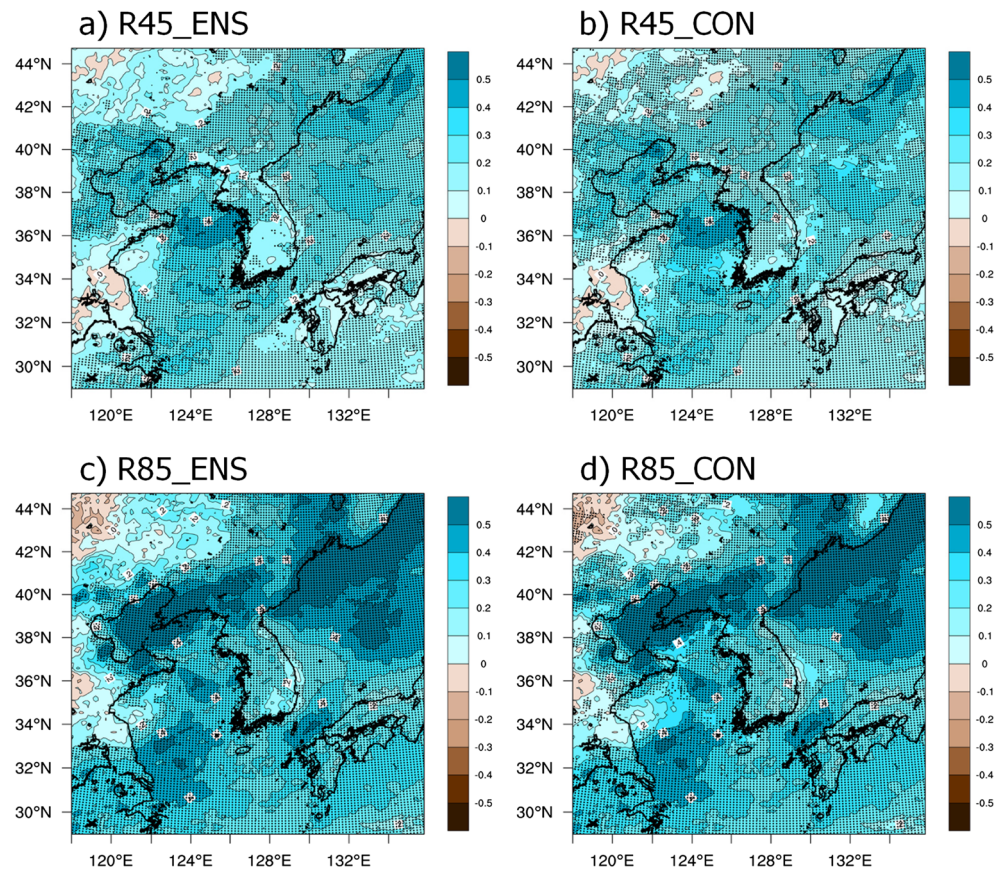 a) R45_ENS
b) R45_CON
44°N
42°N
40°N
38°N
36°N
34°N
32°N
30°N
120°E 124°E 128°E 132°E
0.5
0.4
0.3
0.2
0.1
0
-0.1
-0.2
-0.3
-0.4
-0.5
44°N
42°N
40°N
38°N
36°N
34°N
32°N
30°N
120°E 124°E 128°E 132°E
0.5
0.4
0.3
0.2
0.1
0
-0.1
-0.2
-0.3
-0.4
-0.5
c) R85_ENS
d) R85_CON
44°N
42°N
40°N
38°N
36°N
34°N
32°N
30°N
120°E 124°E 128°E 132°E
0.5
0.4
0.3
0.2
0.1
0
-0.1
-0.2
-0.3
-0.4
-0.5
44°N
42°N
40°N
38°N
36°N
34°N
32°N
30°N
120°E 124°E 128°E 132°E
0.5
0.4
0.3
0.2
0.1
0
-0.1
-0.2
-0.3
-0.4
-0.5